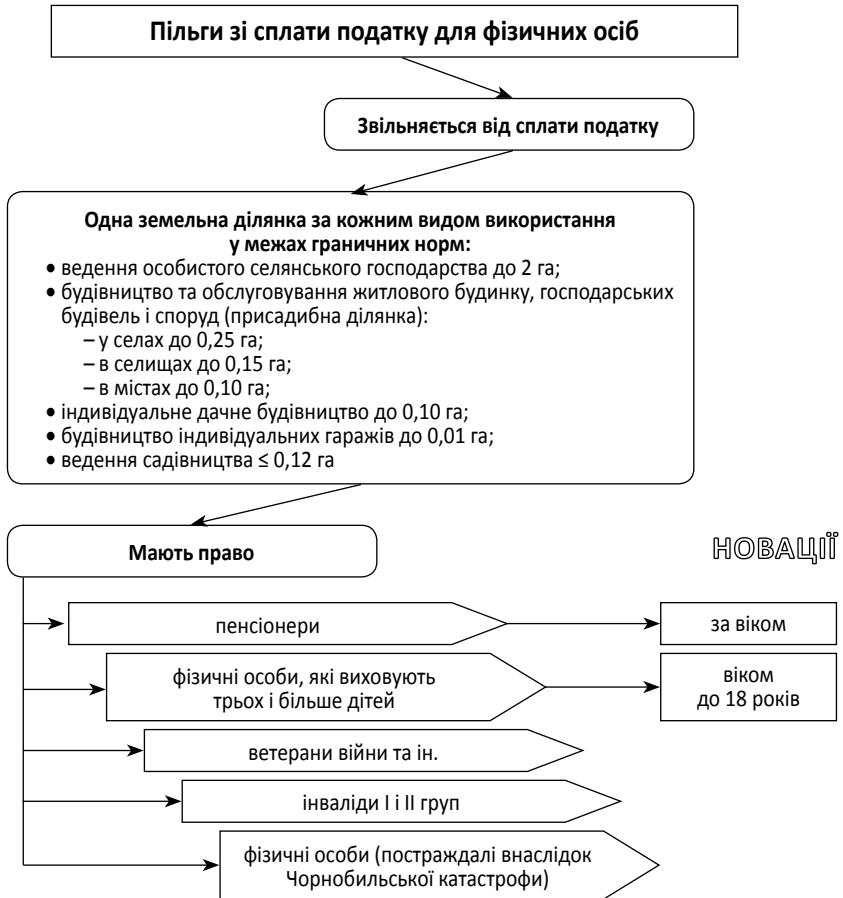 Пільги зі сплати податку для фізичних осіб
Звільняється від сплати податку
Одна земельна ділянка за кожним видом використання
у межах граничних норм:
• ведення особистого селянського господарства до 2 га;
• будівництво та обслуговування житлового будинку, господарських
будівель і споруд (присадибна ділянка):
– у селах до 0,25 га;
– в селищах до 0,15 га;
– в містах до 0,10 га;
• індивідуальне дачне будівництво до 0,10 га;
• будівництво індивідуальних гаражів до 0,01 га;
• ведення садівництва ≤ 0,12 га
Мають право
НОВАЦІЇ
пенсіонери
за віком
фізичні особи, які виховують
трьох і більше дітей
віком
до 18 років
ветерани війни та ін.
інваліди І і ІІ груп
фізичні особи (постраждалі внаслідок
Чорнобильської катастрофи)